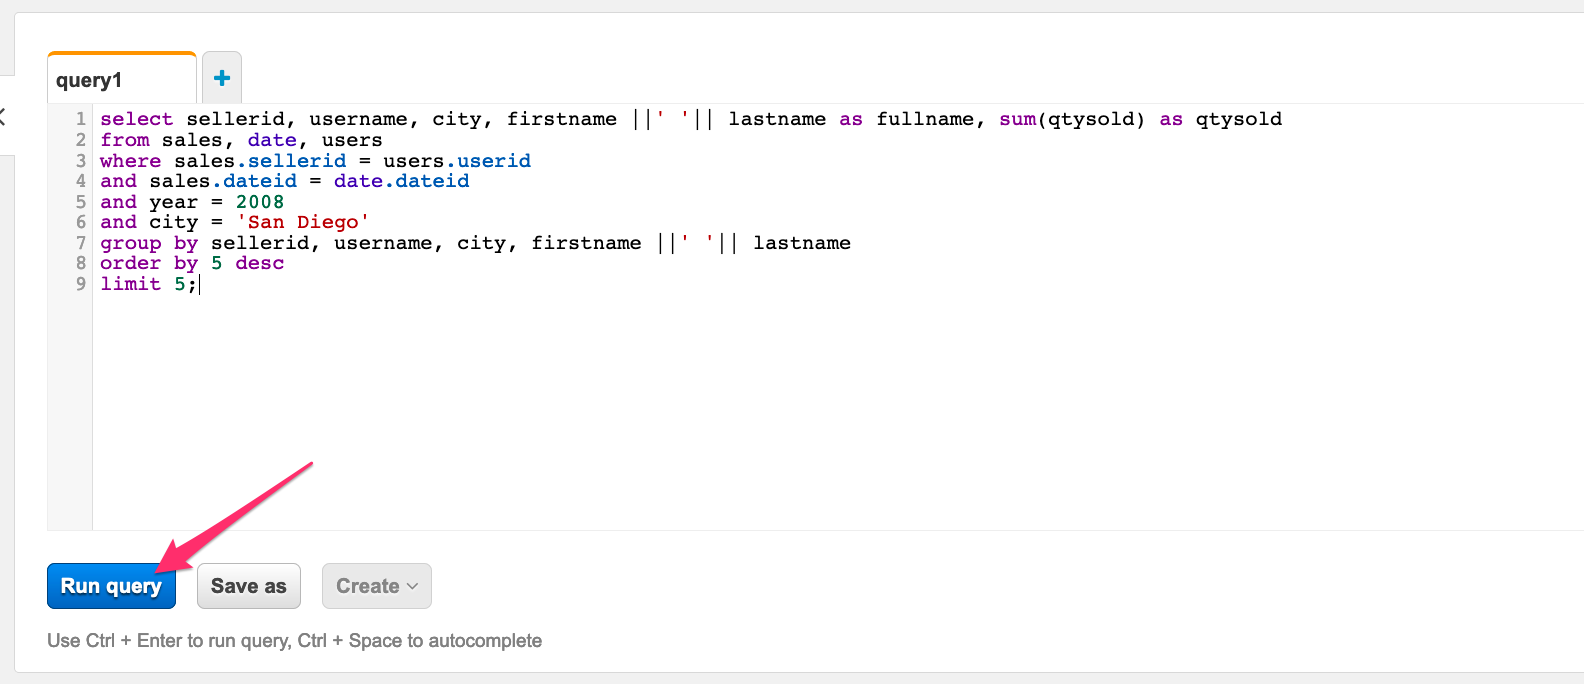 query1
+
1 select sellerid, username, city, firstname ||' '|| lastname as fullname, sum(qtysold) as qtysold
2 from sales, date, users
3 where sales.sellerid = users.userid
4 and sales.dateid = date.dateid
5 and year = 2008
6 and city = 'San Diego'
7 group by sellerid, username, city, firstname ||' '|| lastname
8 order by 5 desc
9 limit 5;
Run query Save as Create
Use Ctrl + Enter to run query, Ctrl + Space to autocomplete